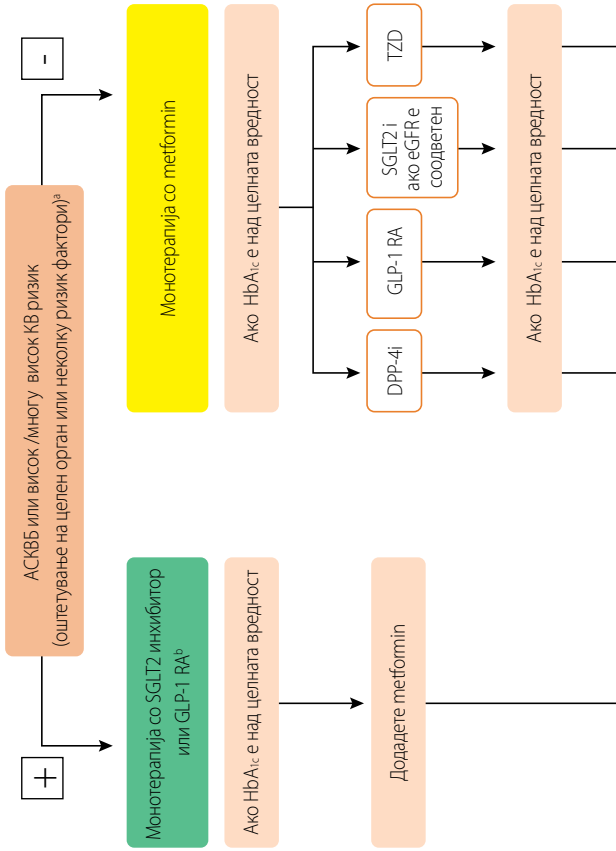 АСКВБ или висок /многу висок КВ ризик
(оштетување на целен орган или неколку ризик фактори)ᵃ
+
-
Монотерапија со SGLT2 инхибитор
или GLP-1 RAᵇ
Монотерапија со metformin
Ако HbA₁c е над целната вредност
Ако HbA₁c е над целната вредност
Додадете metformin
DPP-4i
GLP-1 RA
SGLT2 i
ако eGFR е
соодветен
TZD
Ако HbA₁c е над целната вредност